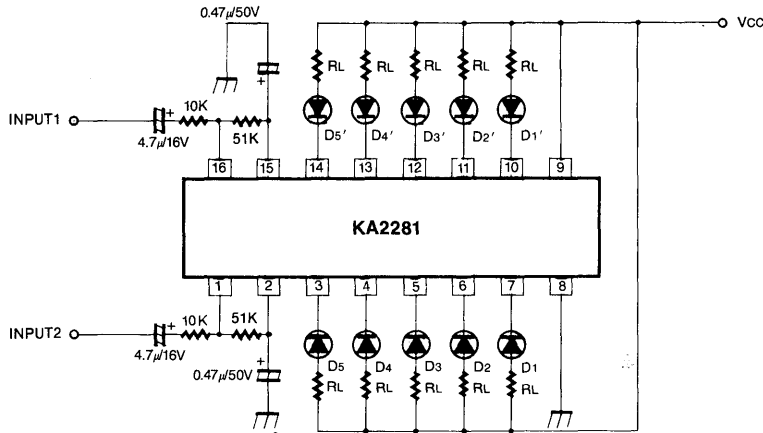 0.47μ/50V
VCC
RL RL RL RL RL
INPUT1
10K
51K
4.7μ/16V
D5' D4' D3' D2' D1'
16 15 14 13 12 11 10 9
KA2281
1 2 3 4 5 6 7 8
INPUT2
10K
51K
4.7μ/16V
D5 D4 D3 D2 D1
0.47μ/50V
RL RL RL RL RL